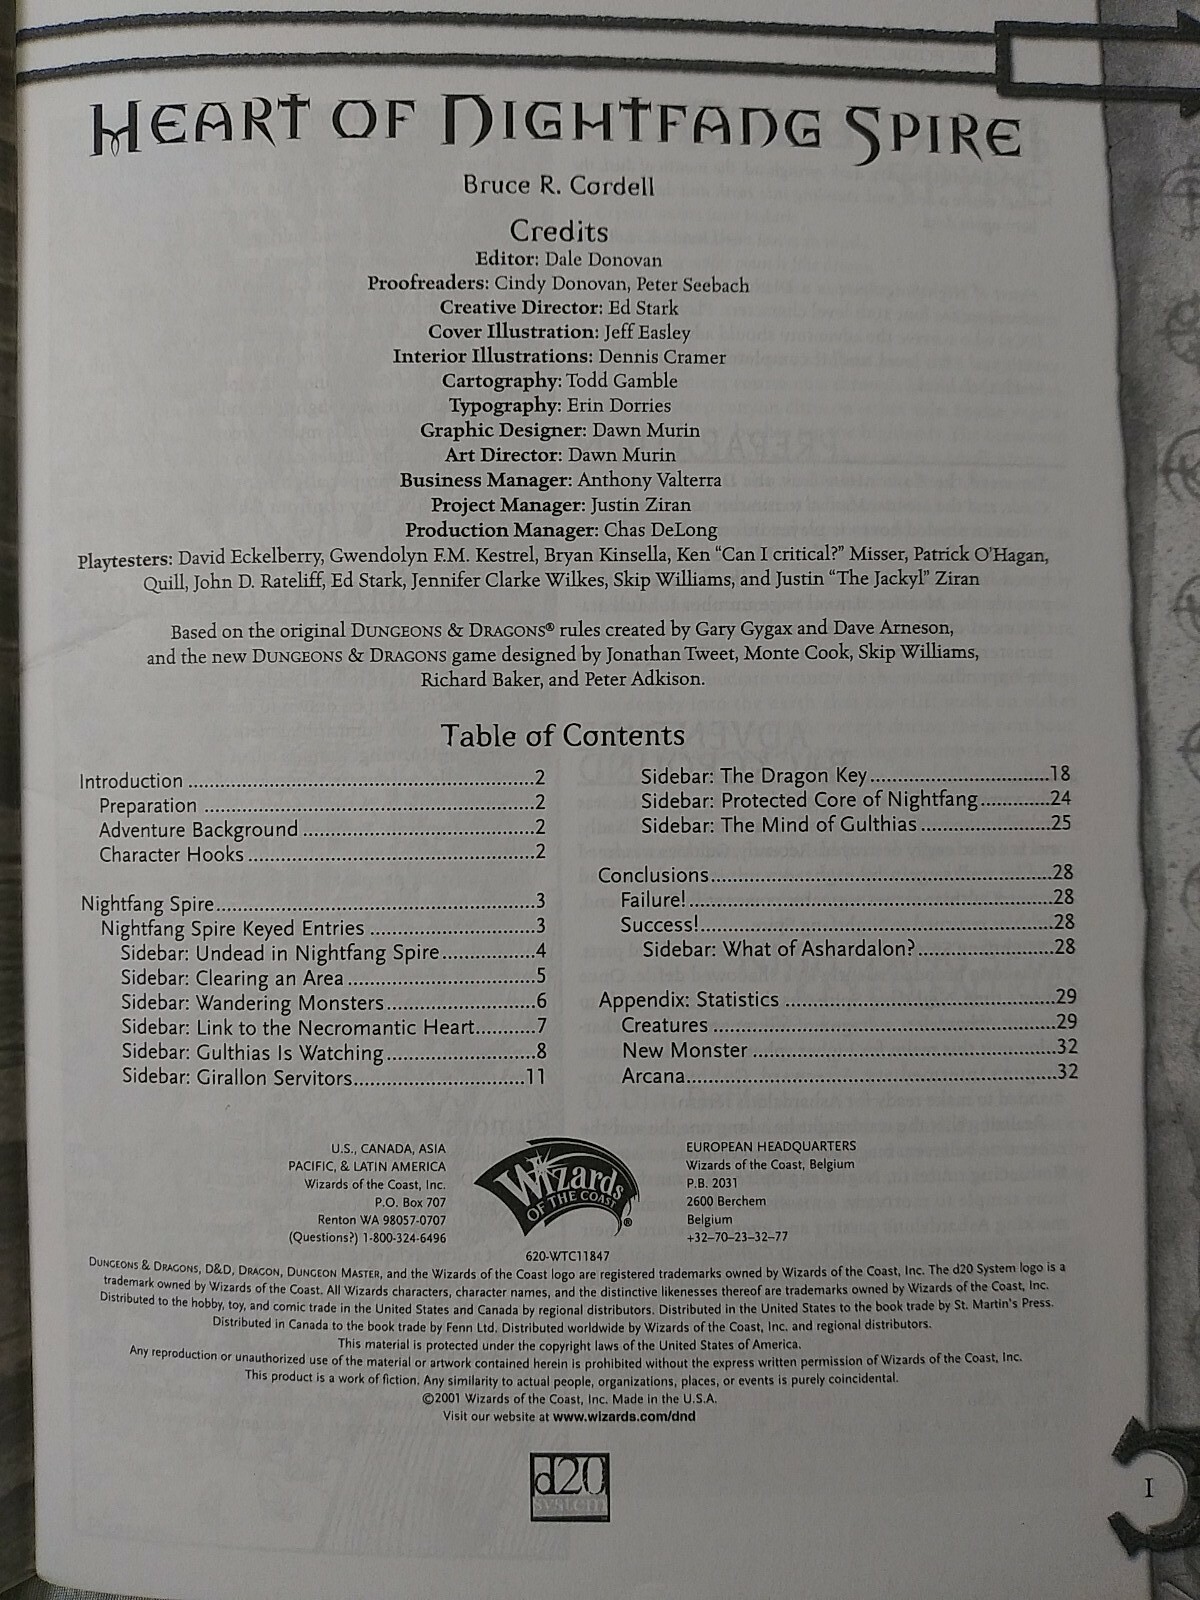 HEART OF NIGHTFANG SPIRE
Bruce R. Cordell
Credits
Editor: Dale Donovan
Proofreaders: Cindy Donovan, Peter Seebach
Creative Director: Ed Stark
Cover Illustration: Jeff Easley
Interior Illustrations: Dennis Cramer
Cartography: Todd Gamble
Typography: Erin Dorries
Graphic Designer: Dawn Murin
Art Director: Dawn Murin
Business Manager: Anthony Valterra
Project Manager: Justin Ziran
Production Manager: Chas DeLong
Playtesters: David Eckelberry, Gwendolyn F.M. Kestrel, Bryan Kinsella, Ken “Can I critical?” Misser, Patrick O’Hagan,
Quill, John D. Rateliff, Ed Stark, Jennifer Clarke Wilkes, Skip Williams, and Justin “The Jackyl” Ziran
Based on the original DUNGEONS & DRAGONS® rules created by Gary Gygax and Dave Arneson,
and the new DUNGEONS & DRAGONS game designed by Jonathan Tweet, Monte Cook, Skip Williams,
Richard Baker, and Peter Adkison.
Table of Contents
Introduction ........................................................2
Preparation ......................................................2
Adventure Background .....................................2
Character Hooks ..............................................2
Nightfang Spire....................................................3
Nightfang Spire Keyed Entries ..........................3
Sidebar: Undead in Nightfang Spire..............4
Sidebar: Clearing an Area .............................5
Sidebar: Wandering Monsters.......................6
Sidebar: Link to the Necromantic Heart.........7
Sidebar: Gulthias Is Watching.......................8
Sidebar: Girallon Servitors...........................11
Sidebar: The Dragon Key.............................18
Sidebar: Protected Core of Nightfang...........24
Sidebar: The Mind of Gulthias.....................25
Conclusions........................................................28
Failure!............................................................28
Success!..........................................................28
Sidebar: What of Ashardalon?.......................28
Appendix: Statistics ...........................................29
Creatures ........................................................29
New Monster ..................................................32
Arcana.............................................................32
U.S., CANADA, ASIA
PACIFIC, & LATIN AMERICA
Wizards of the Coast, Inc.
P.O. Box 707
Renton WA 98057-0707
(Questions?) 1-800-324-6496
Wizards
OF THE COAST
®
EUROPEAN HEADQUARTERS
Wizards of the Coast, Belgium
P.B. 2031
2600 Berchem
Belgium
+32-70-23-32-77
620-WTC11847
DUNGEONS & DRAGONS, D&D, DRAGON, DUNGEON MASTER, and the Wizards of the Coast logo are registered trademarks owned by Wizards of the Coast, Inc. The d20 System logo is a
trademark owned by Wizards of the Coast. All Wizards characters, character names, and the distinctive likenesses thereof are trademarks owned by Wizards of the Coast, Inc.
Distributed to the hobby, toy, and comic trade in the United States and Canada by regional distributors. Distributed in the United States to the book trade by St. Martin’s Press.
Distributed in Canada to the book trade by Fenn Ltd. Distributed worldwide by Wizards of the Coast, Inc. and regional distributors.
This material is protected under the copyright laws of the United States of America.
Any reproduction or unauthorized use of the material or artwork contained herein is prohibited without the express written permission of Wizards of the Coast, Inc.
This product is a work of fiction. Any similarity to actual people, organizations, places, or events is purely coincidental.
©2001 Wizards of the Coast, Inc. Made in the U.S.A.
Visit our website at www.wizards.com/dnd
d20
system
1